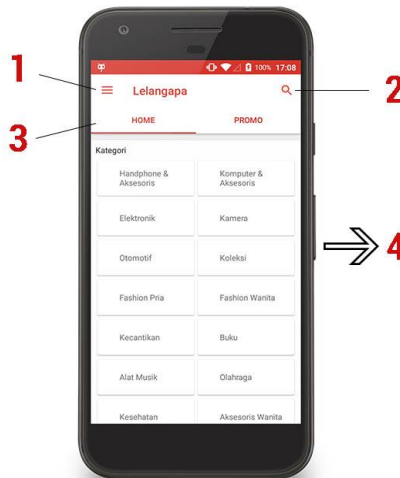 1
2
3
4
100% 17:08
Lelangapa
HOME PROMO
Kategori
Handphone &
Aksesoris
Komputer &
Aksesoris
Elektronik Kamera
Otomotif Koleksi
Fashion Pria Fashion Wanita
Kecantikan Buku
Alat Musik Olahraga
Kesehatan Aksesoris Wanita